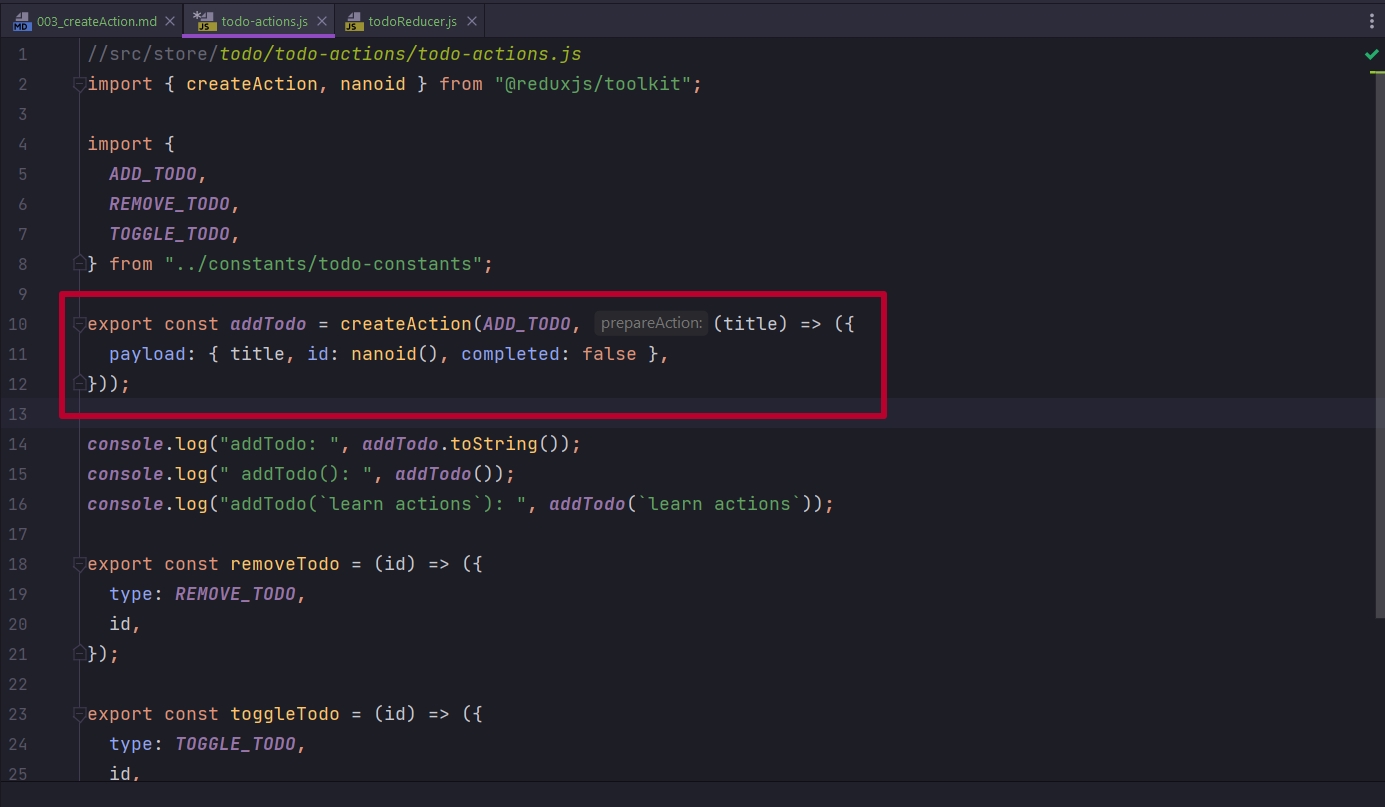 003_createAction.md
todo-actions.js
todoReducer.js
1 //src/store/todo/todo-actions/todo-actions.js
2 import { createAction, nanoid } from "@reduxjs/toolkit";
3
4 import {
5 ADD_TODO,
6 REMOVE_TODO,
7 TOGGLE_TODO,
8 } from "../constants/todo-constants";
9
10 export const addTodo = createAction(ADD_TODO, prepareAction: (title) => ({
11 payload: { title, id: nanoid(), completed: false },
12 }));
13
14 console.log("addTodo: ", addTodo.toString());
15 console.log(" addTodo(): ", addTodo());
16 console.log("addTodo(`learn actions`): ", addTodo(`learn actions`));
17
18 export const removeTodo = (id) => ({
19 type: REMOVE_TODO,
20 id,
21 });
22
23 export const toggleTodo = (id) => ({
24 type: TOGGLE_TODO,
25 id,